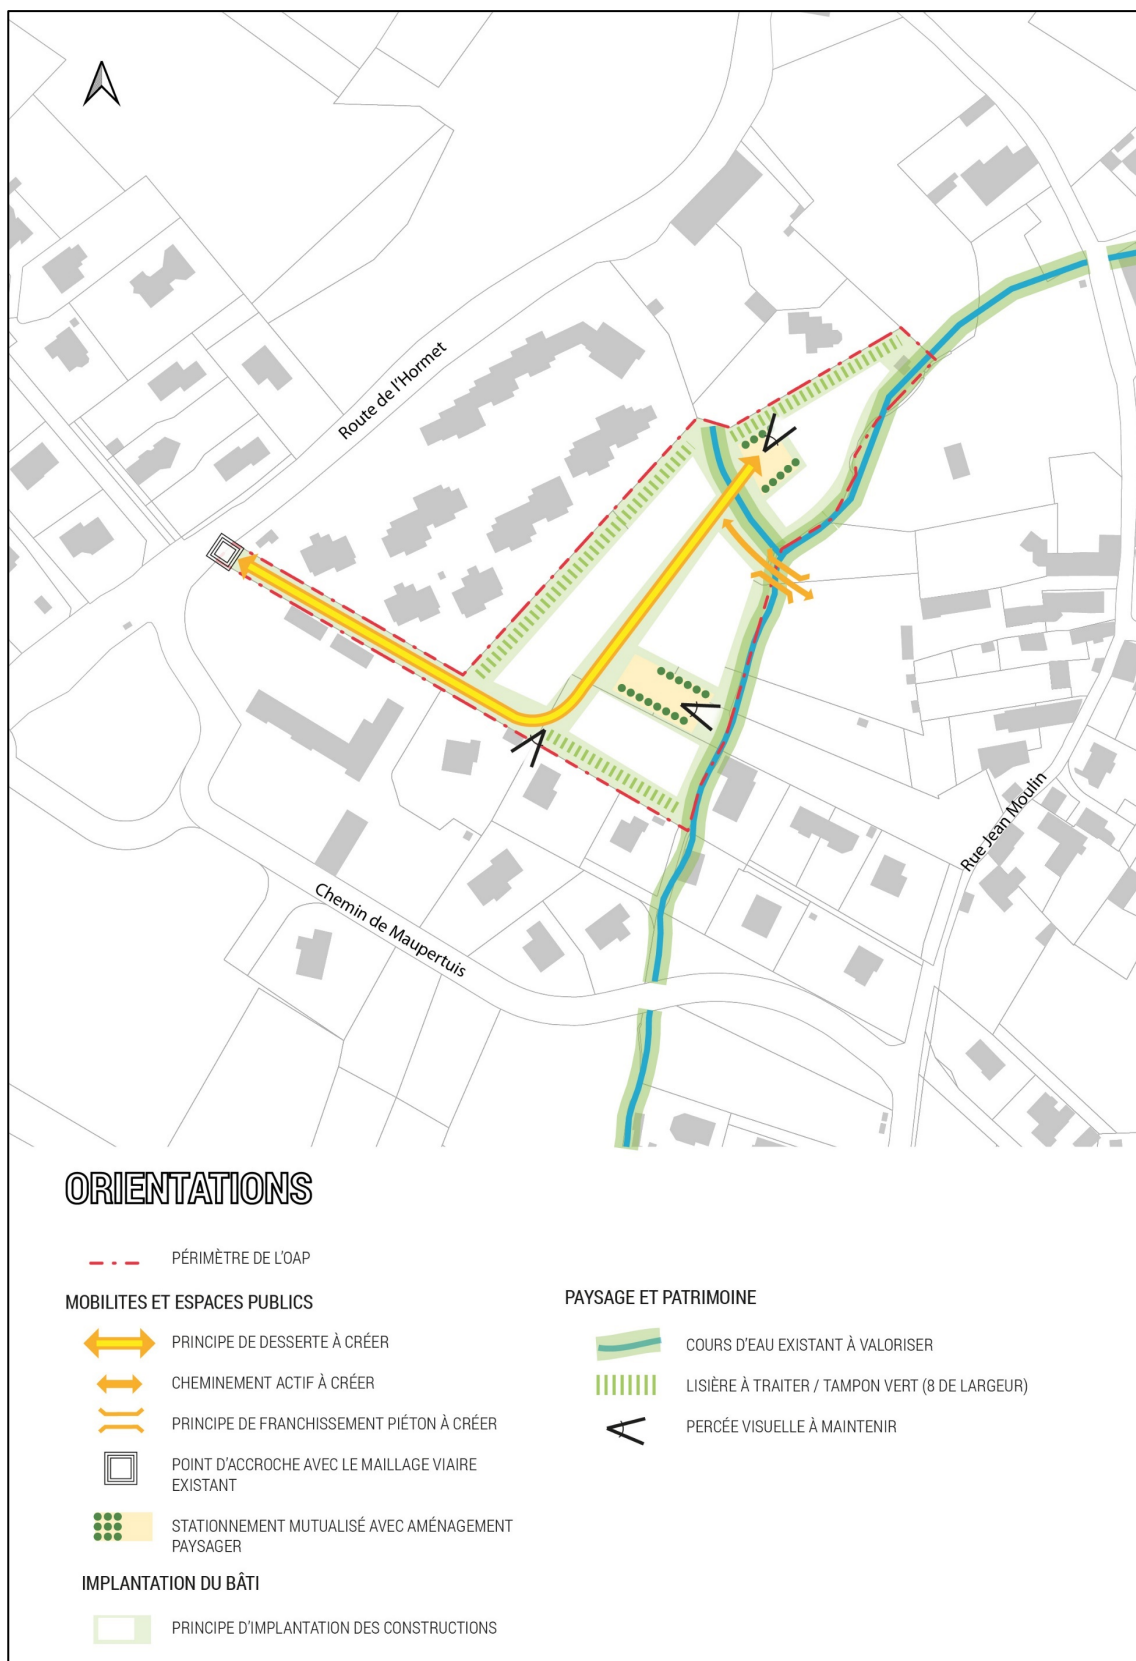 Route de l'Hormet
Rue Jean Moulin
Chemin de Maupertuis
ORIENTATIONS
PÉRIMÈTRE DE L'OAP
MOBILITES ET ESPACES PUBLICS
PRINCIPE DE DESSERTE À CRÉER
CHEMINEMENT ACTIF À CRÉER
PRINCIPE DE FRANCHISSEMENT PIÉTON À CRÉER
POINT D'ACCROCHE AVEC LE MAILLAGE VIAIRE
EXISTANT
STATIONNEMENT MUTUALISÉ AVEC AMÉNAGEMENT
PAYSAGER
IMPLANTATION DU BÂTI
PRINCIPE D'IMPLANTATION DES CONSTRUCTIONS
PAYSAGE ET PATRIMOINE
COURS D'EAU EXISTANT À VALORISER
LISIÈRE À TRAITER / TAMPON VERT (8 DE LARGEUR)
PERCÉE VISUELLE À MAINTENIR